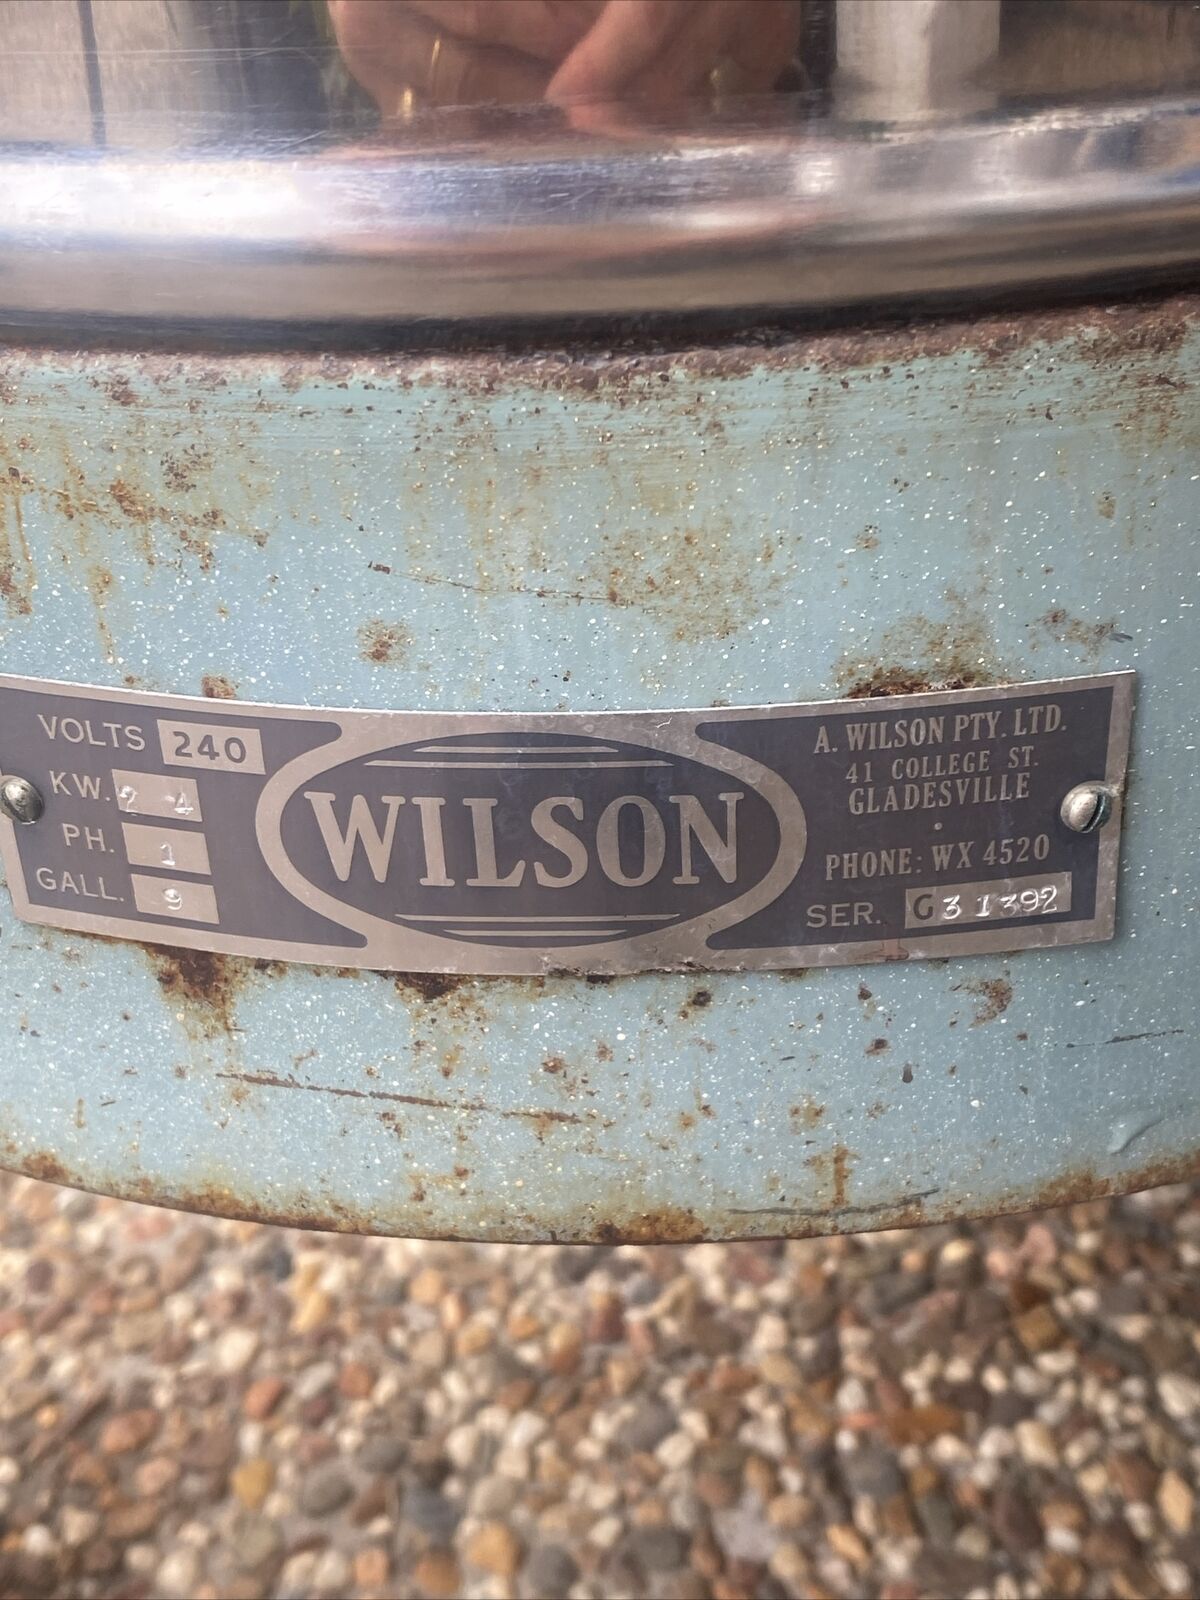 VOLTS 240
KW. 2 4
PH. 1
GALL. 9
WILSON
A. WILSON PTY. LTD.
41 COLLEGE ST.
GLADESVILLE
PHONE: WX 4520
SER. G31392